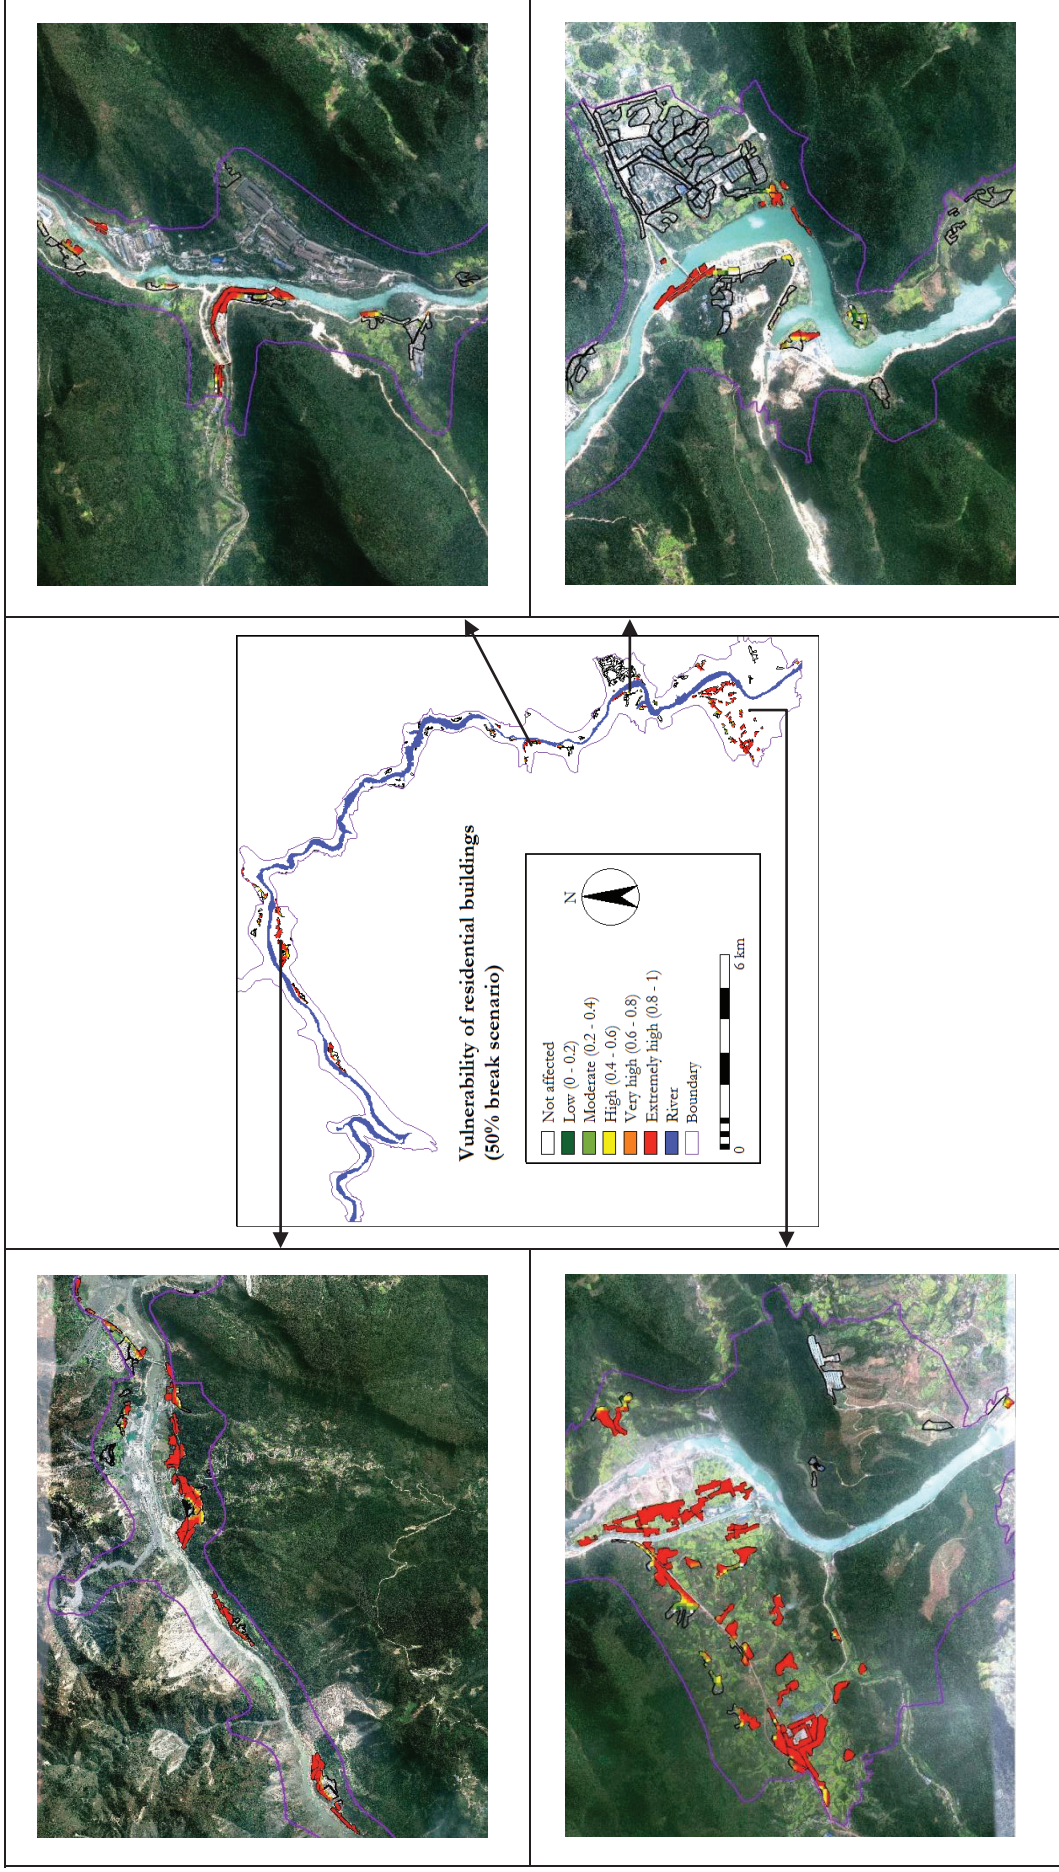 Vulnerability of residential buildings
(50% break scenario)
N
Not affected
Low (0 - 0.2)
Moderate (0.2 - 0.4)
High (0.4 - 0.6)
Very high (0.6 - 0.8)
Extremely high (0.8 - 1)
River
Boundary
0
6 km